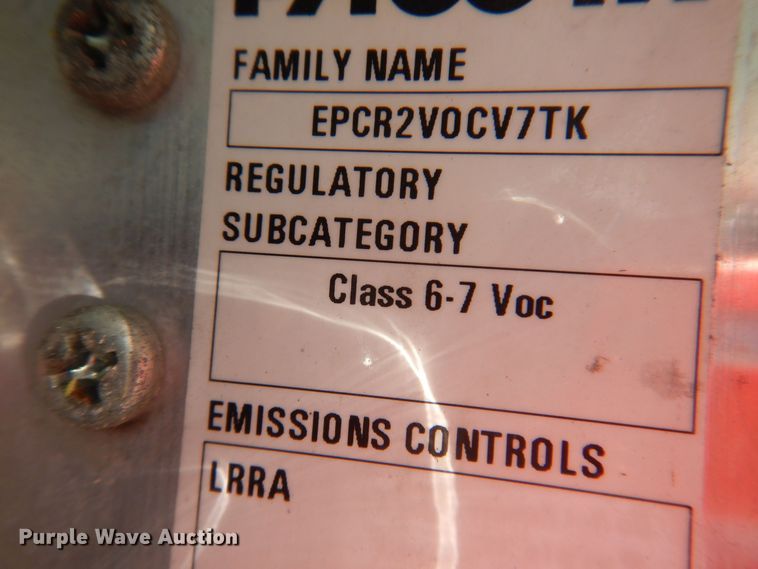 FAMILY NAME
EPCR2VOCV7TK
REGULATORY
SUBCATEGORY
Class 6-7 Voc
EMISSIONS CONTROLS
LRRA
Purple Wave Auction